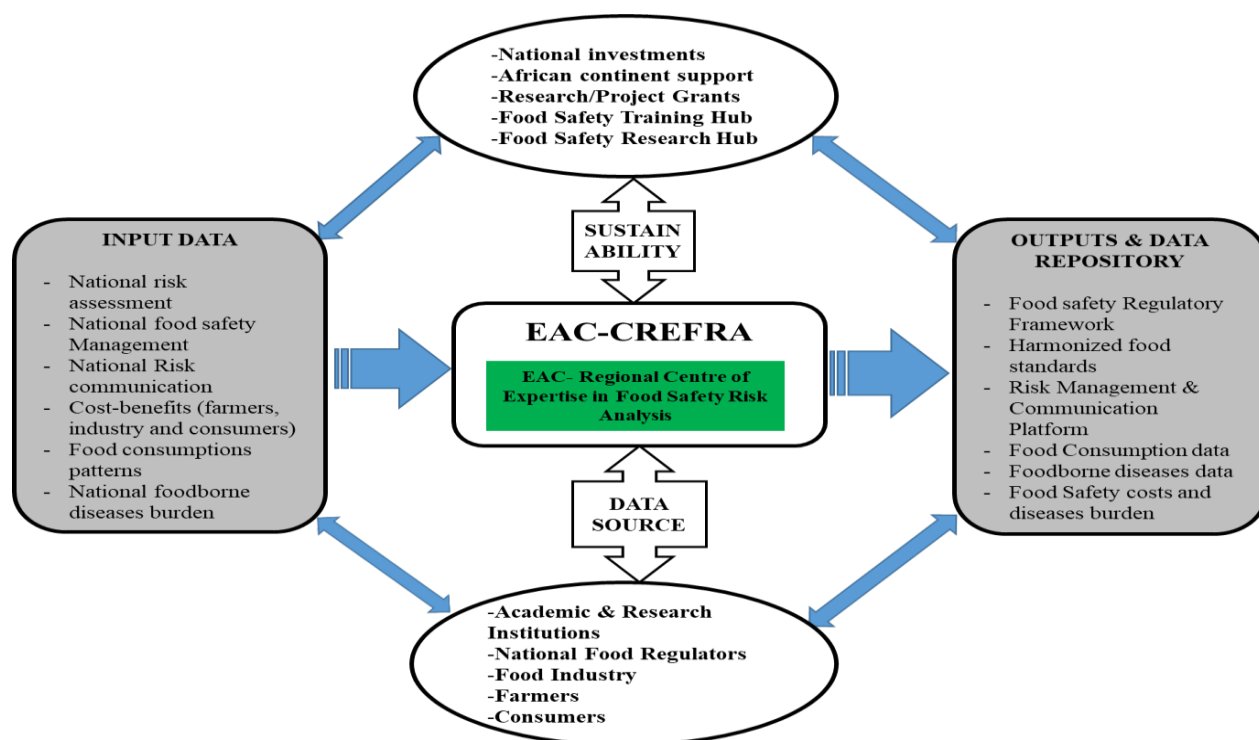 -National investments
-African continent support
-Research/Project Grants
-Food Safety Training Hub
-Food Safety Research Hub
SUSTAIN
ABILITY
INPUT DATA
- National risk
assessment
- National food safety
Management
- National Risk
communication
- Cost-benefits (farmers,
industry and consumers)
- Food consumptions
patterns
- National foodborne
diseases burden
EAC-CREFRA
EAC- Regional Centre of
Expertise in Food Safety Risk
Analysis
OUTPUTS & DATA
REPOSITORY
- Food safety Regulatory
Framework
- Harmonized food
standards
- Risk Management &
Communication
Platform
- Food Consumption data
- Foodborne diseases data
- Food Safety costs and
diseases burden
DATA
SOURCE
-Academic & Research
Institutions
-National Food Regulators
-Food Industry
-Farmers
-Consumers